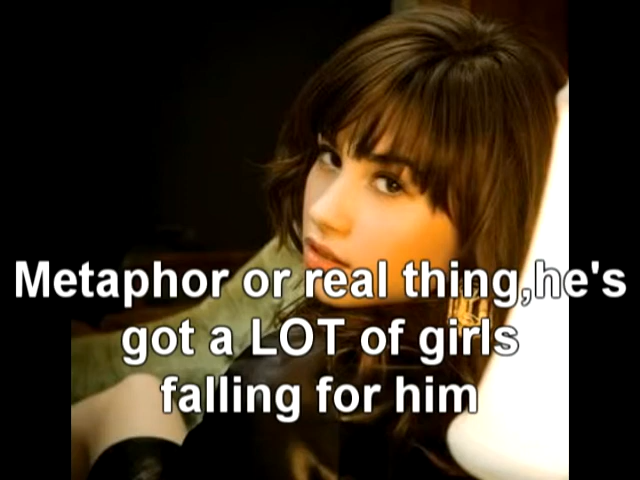 Metaphor or real thing,he's
got a LOT of girls
falling for him